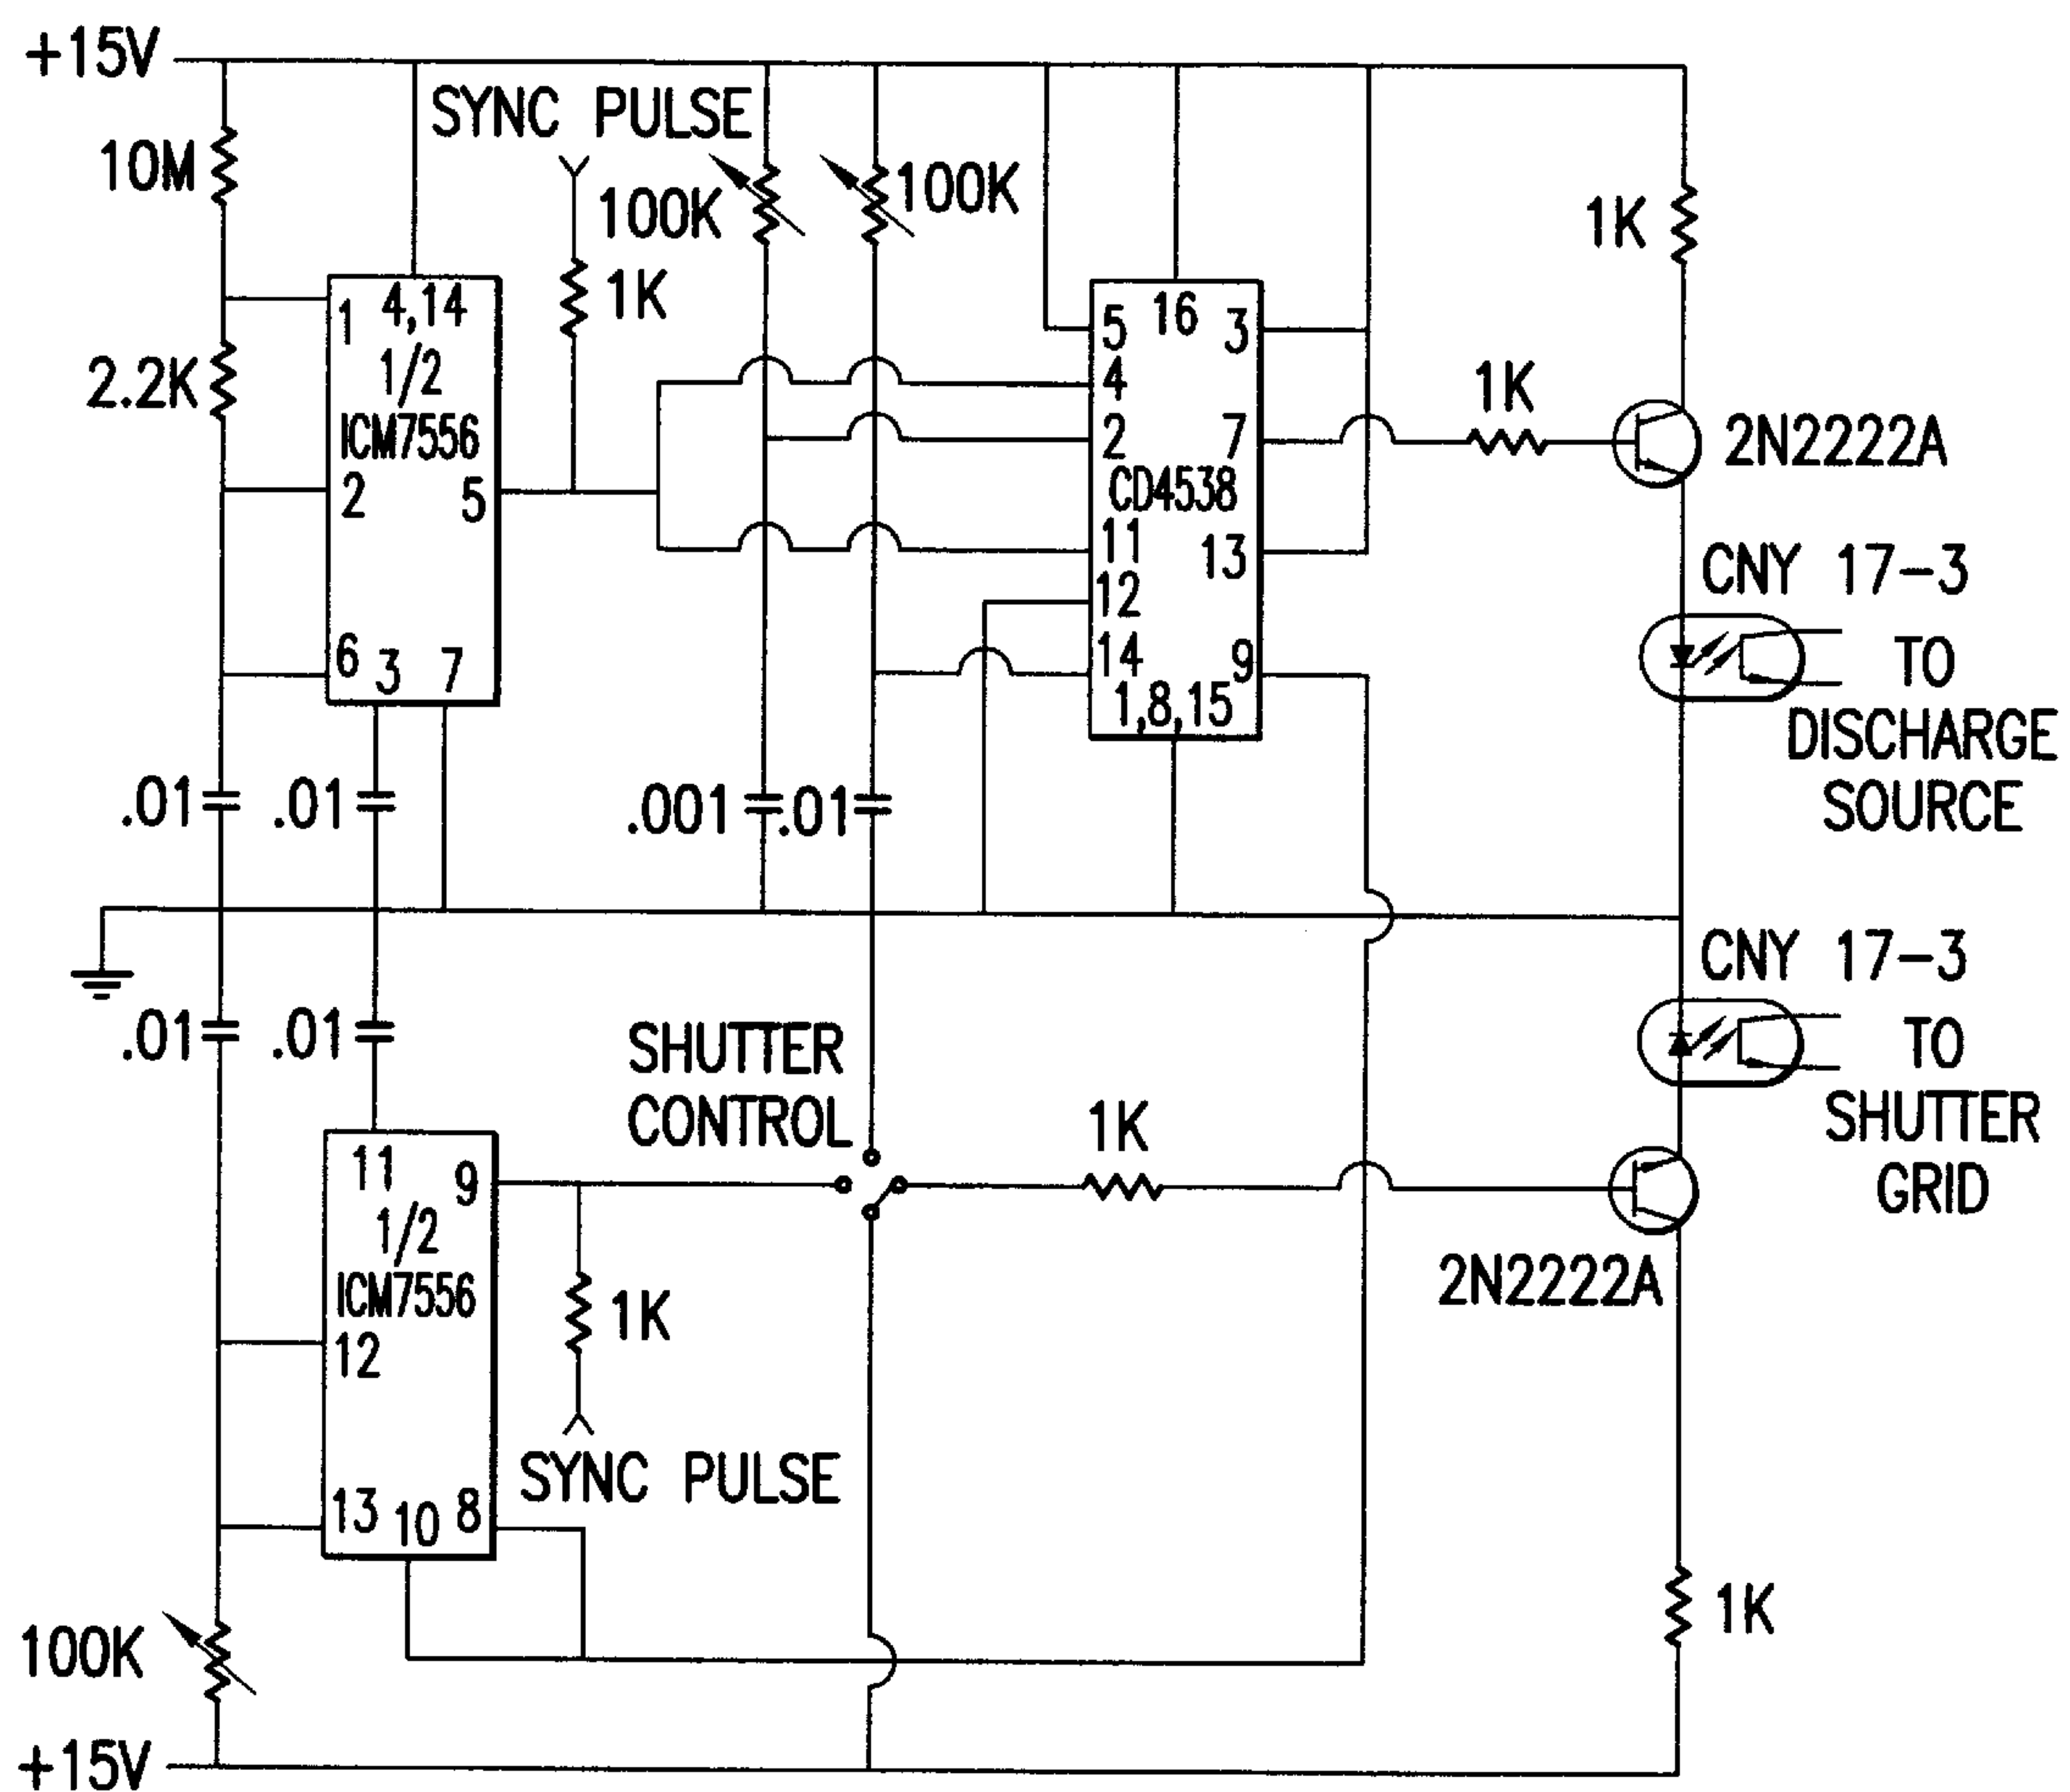 +15V
SYNC PULSE
10M
100K
100K
1K
1K
1
4,14
1/2
ICM7556
2
5
6
3
7
2.2K
5
16
3
4
2
7
CD4538
11
13
12
14
9
1,8,15
1K
2N2222A
CNY 17-3
TO
DISCHARGE
SOURCE
.01
.01
.001
.01
CNY 17-3
TO
SHUTTER
GRID
.01
.01
SHUTTER
CONTROL
1K
11
9
1/2
ICM7556
12
13
10
8
2N2222A
1K
SYNC PULSE
100K
1K
+15V